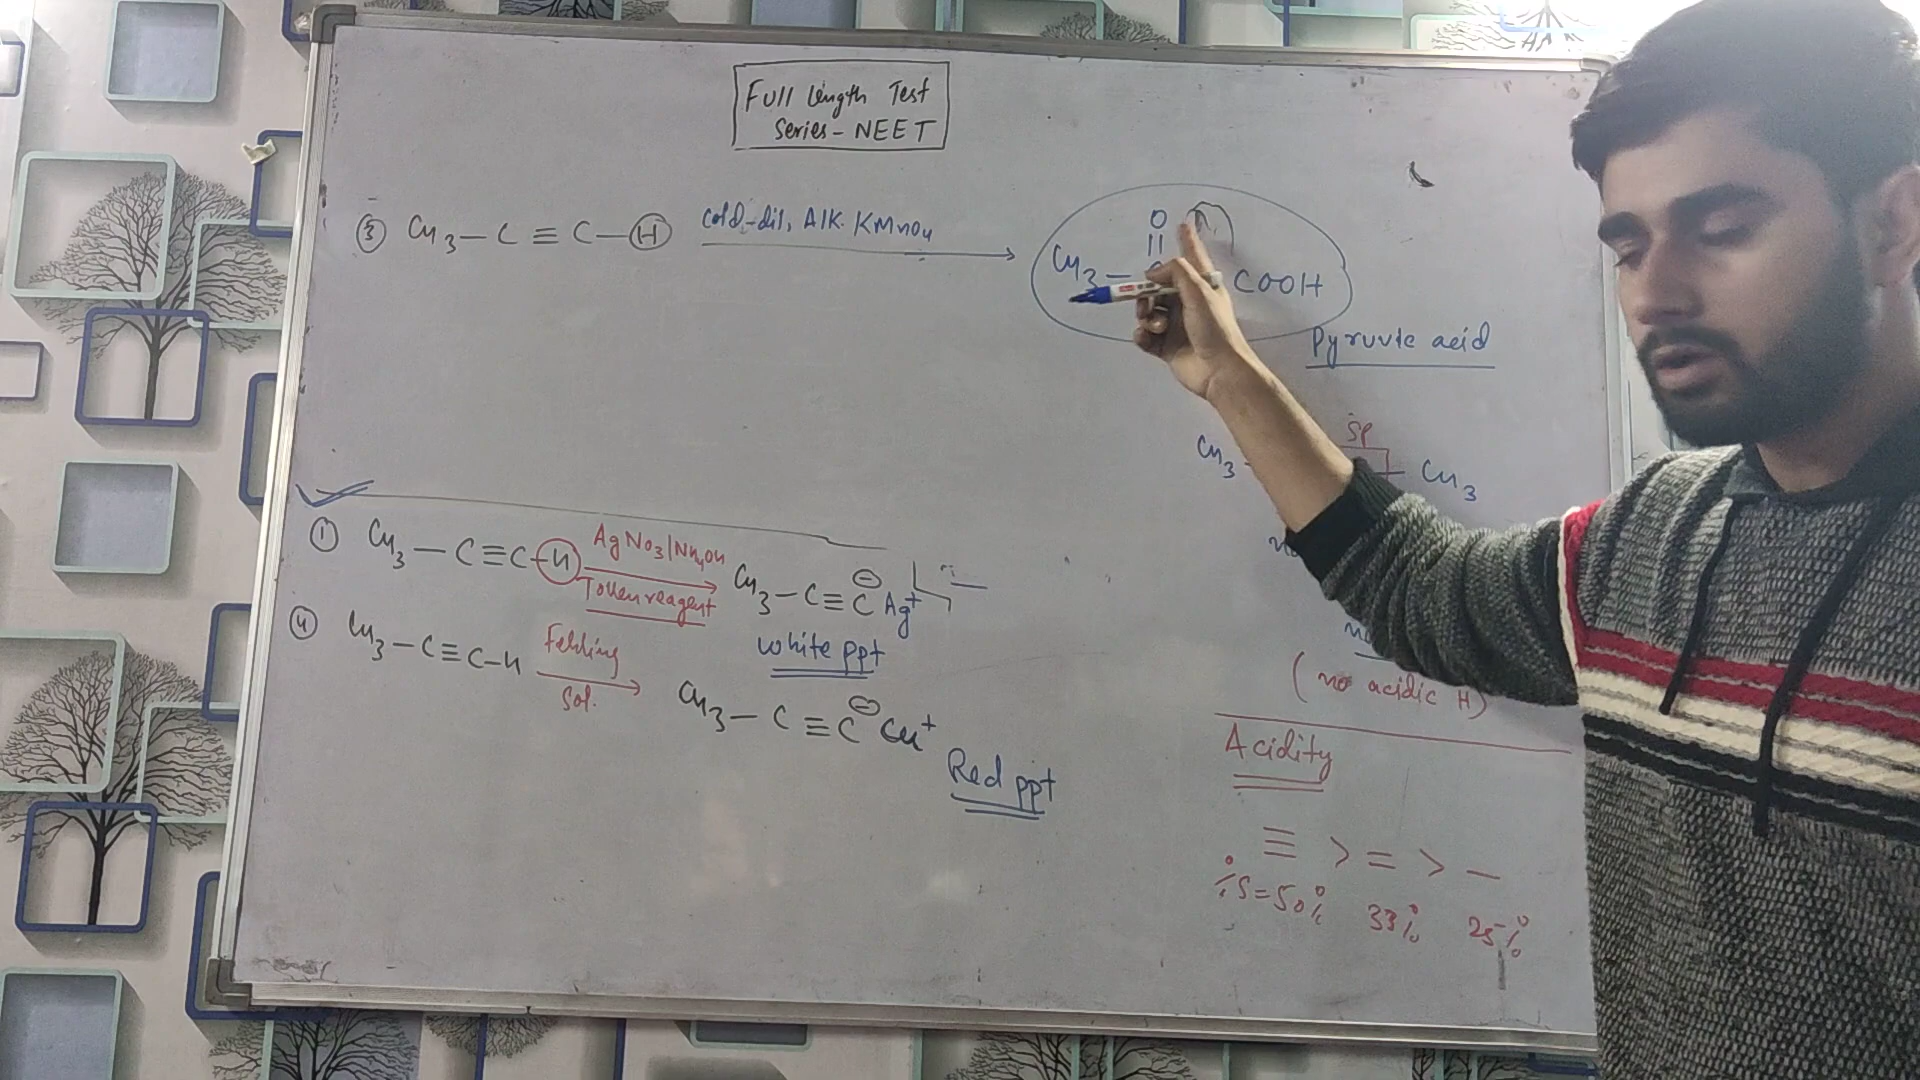 Full length Test
Series - NEET
③ CH3 — C ≡ C — H
cold-dil, Alk. KMnO4
O
CH3 —
COOH
Pyruvic acid
SP
CH3 -
— CH3
① CH3 — C ≡ C - H
AgNO3/NH4OH
Tollen reagent
CH3 - C ≡ C⊖ Ag+
white ppt
④ CH3 - C ≡ C - H
Fehling
Sol.
CH3 — C ≡ C⊖ Cu+
Red ppt
(no acidic H)
Acidity
≡ > = > —
% S = 50% 33% 25%